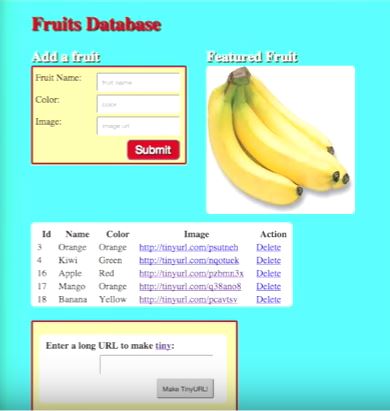 Fruits Database
Add a fruit
Fruit Name:
fruit name
Color:
color
Image:
image url
Submit
Featured Fruit
Id Name Color Image Action
3 Orange Orange http://tinyurl.com/psutneh Delete
4 Kiwi Green http://tinyurl.com/nqotuek Delete
16 Apple Red http://tinyurl.com/pzbmn3x Delete
17 Mango Orange http://tinyurl.com/q38ano8 Delete
18 Banana Yellow http://tinyurl.com/pcavtsv Delete
Enter a long URL to make tiny:
Make TinyURL!